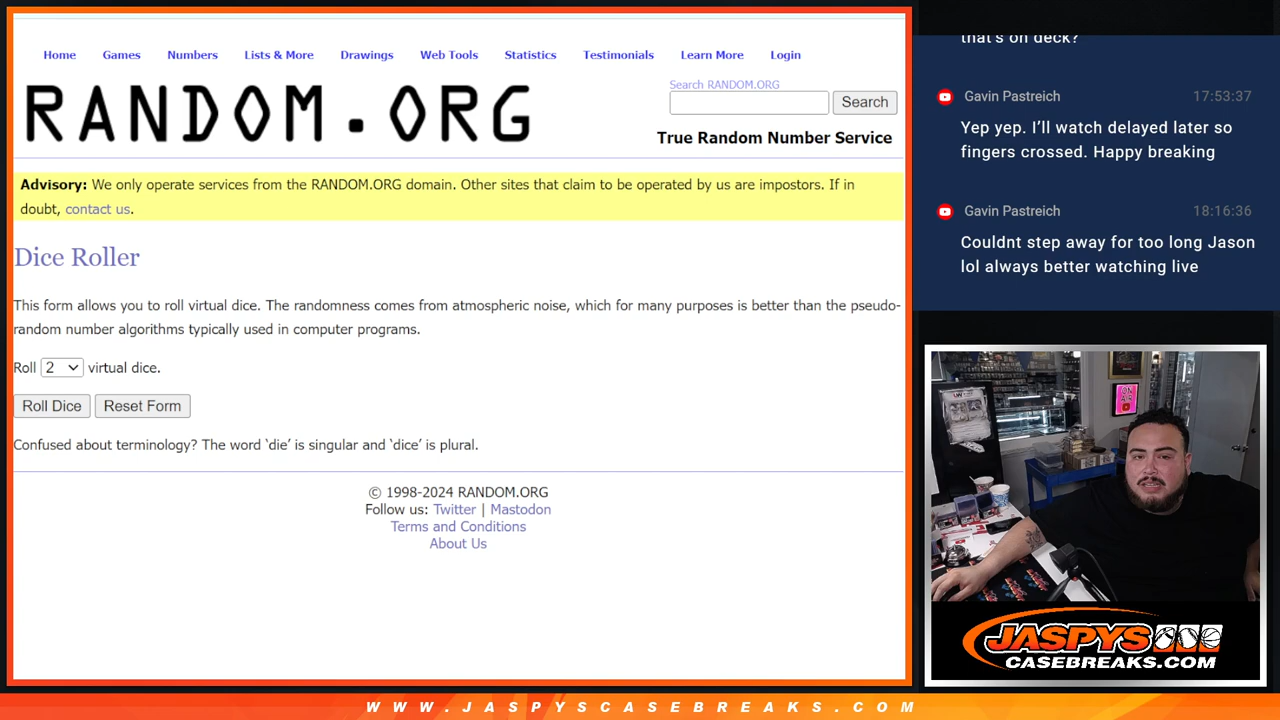 Home Games Numbers Lists & More Drawings Web Tools Statistics Testimonials Learn More Login
RANDOM.ORG
Search RANDOM.ORG
Search
True Random Number Service
Advisory: We only operate services from the RANDOM.ORG domain. Other sites that claim to be operated by us are impostors. If in
doubt, contact us.
Dice Roller
This form allows you to roll virtual dice. The randomness comes from atmospheric noise, which for many purposes is better than the pseudo-
random number algorithms typically used in computer programs.
Roll 2 virtual dice.
Roll Dice Reset Form
Confused about terminology? The word ‘die’ is singular and ‘dice’ is plural.
© 1998-2024 RANDOM.ORG
Follow us: Twitter | Mastodon
Terms and Conditions
About Us
that's on deck?
Gavin Pastreich 17:53:37
Yep yep. I’ll watch delayed later so
fingers crossed. Happy breaking
Gavin Pastreich 18:16:36
Couldnt step away for too long Jason
lol always better watching live
ON
AIR
JASPYS
CASEBREAKS.COM
WWW.JASPYSCASEBREAKS.COM